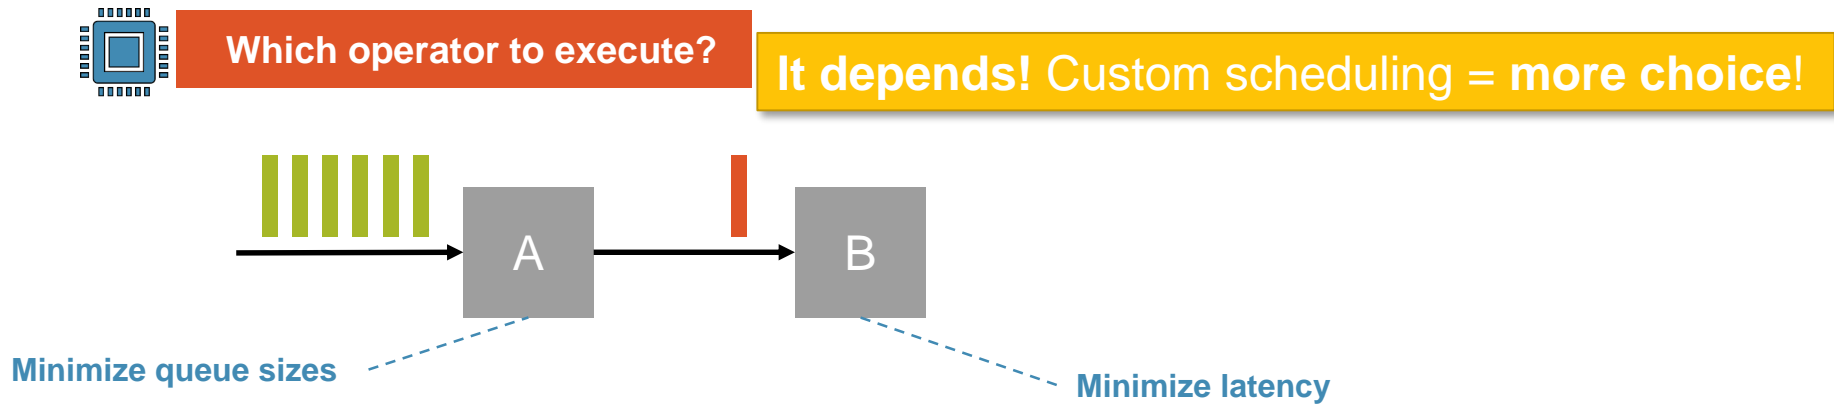 Which operator to execute?
It depends! Custom scheduling = more choice!
A
B
Minimize queue sizes
Minimize latency